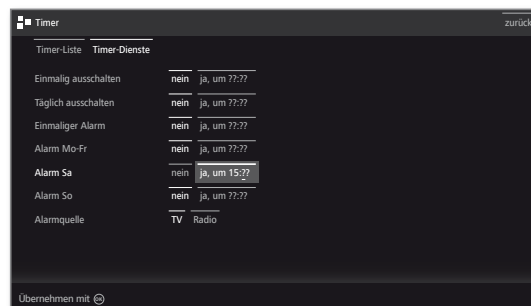 Timer zurück
Timer-Liste Timer-Dienste
Einmalig ausschalten nein ja, um ??:??
Täglich ausschalten nein ja, um ??:??
Einmaliger Alarm nein ja, um ??:??
Alarm Mo-Fr nein ja, um ??:??
Alarm Sa nein ja, um 15:??
Alarm So nein ja, um ??:??
Alarmquelle TV Radio
Übernehmen mit OK